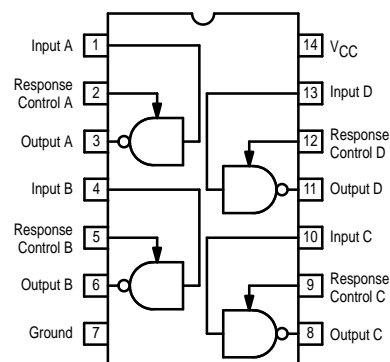 Input A
1
14
VCC
Response
Control A
2
13
Input D
Output A
3
12
Response
Control D
Input B
4
11
Output D
Response
Control B
5
10
Input C
Output B
6
9
Response
Control C
Ground
7
8
Output C